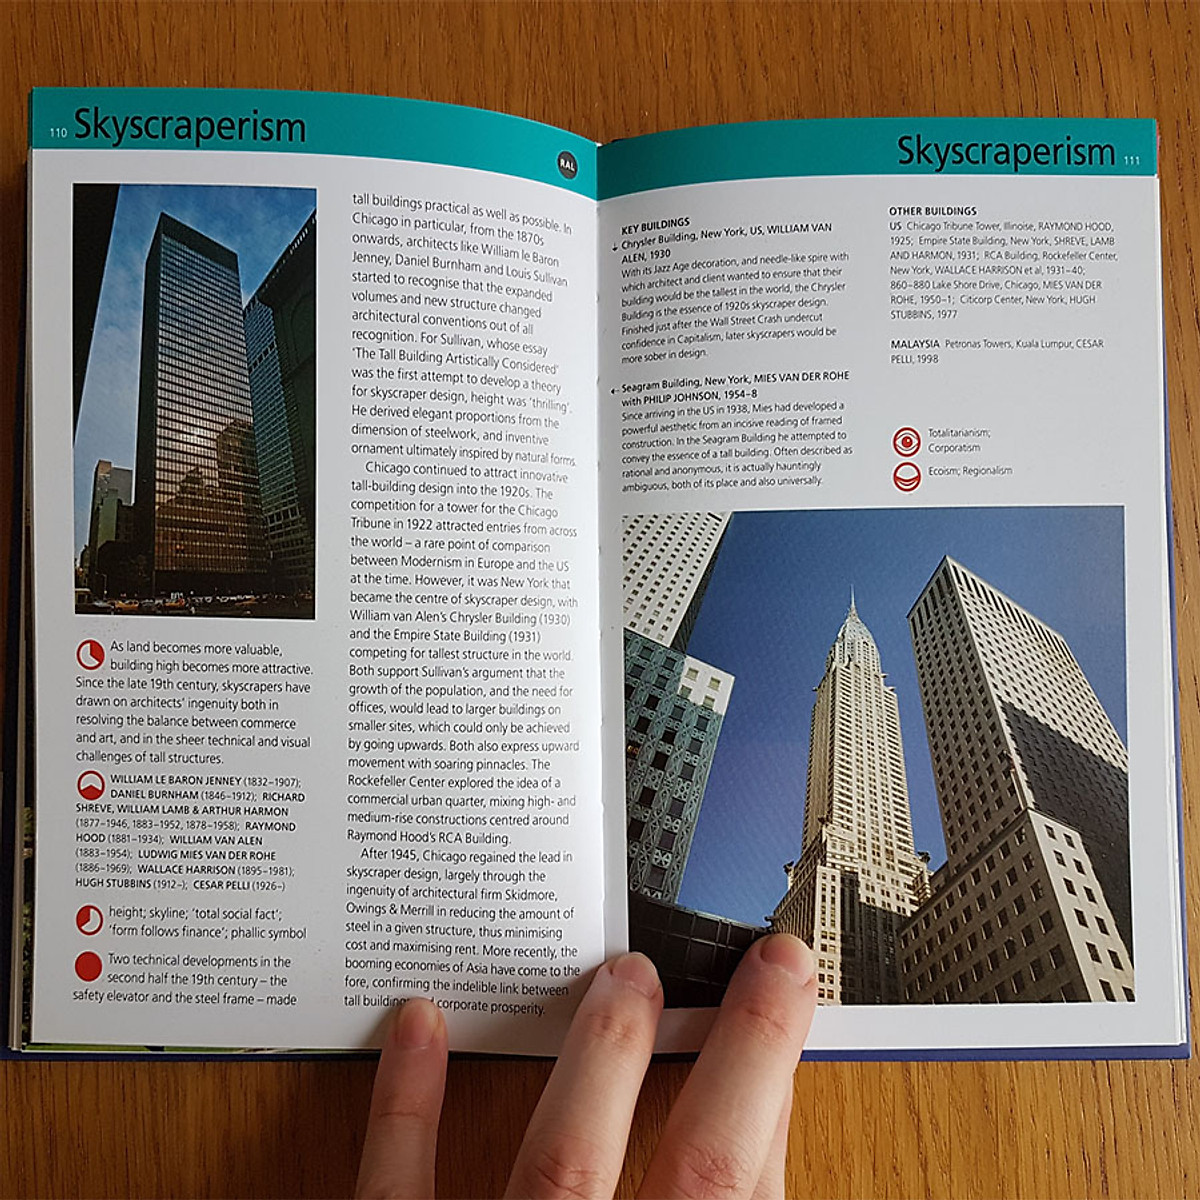 110 Skyscraperism
RAL
As land becomes more valuable,
building high becomes more attractive.
Since the late 19th century, skyscrapers have
drawn on architects' ingenuity both in
resolving the balance between commerce
and art, and in the sheer technical and visual
challenges of tall structures.
WILLIAM LE BARON JENNEY (1832–1907);
DANIEL BURNHAM (1846–1912); RICHARD
SHREVE, WILLIAM LAMB & ARTHUR HARMON
(1877–1946, 1883–1952, 1878–1958); RAYMOND
HOOD (1881–1934); WILLIAM VAN ALEN
(1883–1954); LUDWIG MIES VAN DER ROHE
(1886–1969); WALLACE HARRISON (1895–1981);
HUGH STUBBINS (1912–); CESAR PELLI (1926–)
height; skyline; 'total social fact';
'form follows finance'; phallic symbol
Two technical developments in the
second half the 19th century – the
safety elevator and the steel frame – made
tall buildings practical as well as possible. In
Chicago in particular, from the 1870s
onwards, architects like William le Baron
Jenney, Daniel Burnham and Louis Sullivan
started to recognise that the expanded
volumes and new structure changed
architectural conventions out of all
recognition. For Sullivan, whose essay
'The Tall Building Artistically Considered'
was the first attempt to develop a theory
for skyscraper design, height was 'thrilling'.
He derived elegant proportions from the
dimension of steelwork, and inventive
ornament ultimately inspired by natural forms.
Chicago continued to attract innovative
tall-building design into the 1920s. The
competition for a tower for the Chicago
Tribune in 1922 attracted entries from across
the world – a rare point of comparison
between Modernism in Europe and the US
at the time. However, it was New York that
became the centre of skyscraper design, with
William van Alen's Chrysler Building (1930)
and the Empire State Building (1931)
competing for tallest structure in the world.
Both support Sullivan's argument that the
growth of the population, and the need for
offices, would lead to larger buildings on
smaller sites, which could only be achieved
by going upwards. Both also express upward
movement with soaring pinnacles. The
Rockefeller Center explored the idea of a
commercial urban quarter, mixing high- and
medium-rise constructions centred around
Raymond Hood's RCA Building.
After 1945, Chicago regained the lead in
skyscraper design, largely through the
ingenuity of architectural firm Skidmore,
Owings & Merrill in reducing the amount of
steel in a given structure, thus minimising
cost and maximising rent. More recently, the
booming economies of Asia have come to the
fore, confirming the indelible link between
tall corporate prosperity.
Skyscraperism 111
KEY BUILDINGS
↓ Chrysler Building, New York, US, WILLIAM VAN
ALEN, 1930
With its Jazz Age decoration, and needle-like spire with
which architect and client wanted to ensure that their
building would be the tallest in the world, the Chrysler
Building is the essence of 1920s skyscraper design.
Finished just after the Wall Street Crash undercut
confidence in Capitalism, later skyscrapers would be
more sober in design.
← Seagram Building, New York, MIES VAN DER ROHE
with PHILIP JOHNSON, 1954–8
Since arriving in the US in 1938, Mies had developed a
powerful aesthetic from an incisive reading of framed
construction. In the Seagram Building he attempted to
convey the essence of a tall building. Often described as
rational and anonymous, it is actually hauntingly
ambiguous, both of its place and also universally.
OTHER BUILDINGS
US Chicago Tribune Tower, Illinoise, RAYMOND HOOD,
1925; Empire State Building, New York, SHREVE, LAMB
AND HARMON, 1931; RCA Building, Rockefeller Center,
New York, WALLACE HARRISON et al, 1931–40;
860–880 Lake Shore Drive, Chicago, MIES VAN DER
ROHE, 1950–1; Citicorp Center, New York, HUGH
STUBBINS, 1977
MALAYSIA Petronas Towers, Kuala Lumpur, CESAR
PELLI, 1998
Totalitarianism;
Corporatism
Ecoism; Regionalism